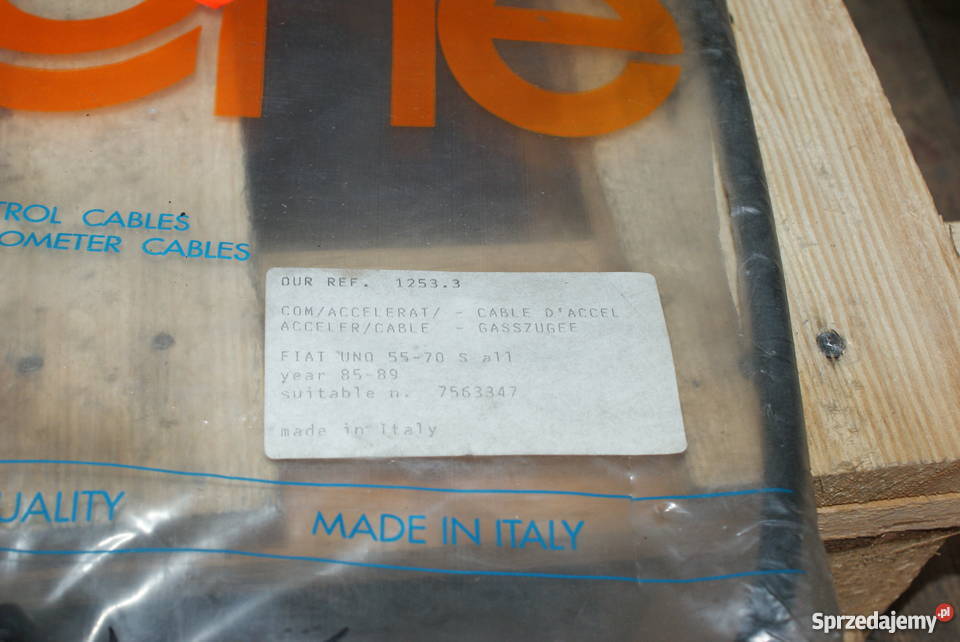 TROL CABLES
OMETER CABLES
OUR REF. 1253.3
COM/ACCELERAT/ - CABLE D'ACCEL
ACCELER/CABLE - GASSZUGEE
FIAT UNO 55-70 S all
year 85-89
suitable n. 7563347
made in Italy
UALITY
MADE IN ITALY
Sprzedajemy.pl